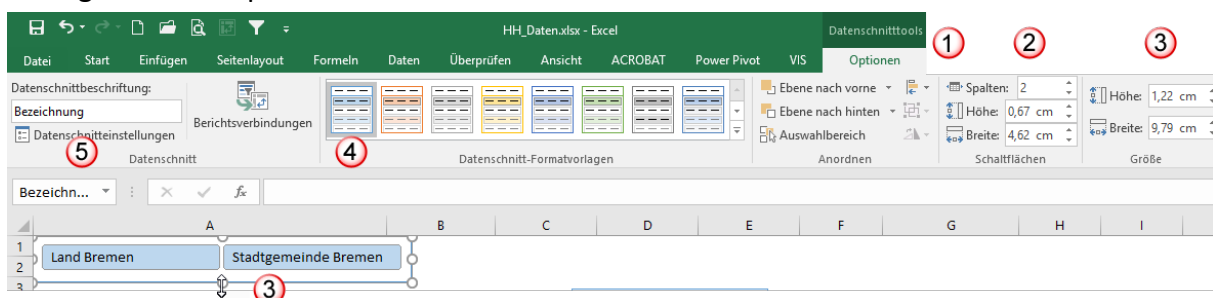 HH_Daten.xlsx - Excel
Datenschnitttools
Datei Start Einfügen Seitenlayout Formeln Daten Überprüfen Ansicht ACROBAT Power Pivot VIS Optionen
1 2 3
Datenschnittbeschriftung:
Bezeichnung
Datenschnitteinstellungen
5
Datenschnitt
Berichtsverbindungen
4
Datenschnitt-Formatvorlagen
Ebene nach vorne
Ebene nach hinten
Auswahlbereich
Anordnen
Spalten: 2
Höhe: 0,67 cm
Breite: 4,62 cm
Schaltflächen
Höhe: 1,22 cm
Breite: 9,79 cm
Größe
Bezeichn... fx
A B C D E F G H I
1
2
3
Land Bremen Stadtgemeinde Bremen
3